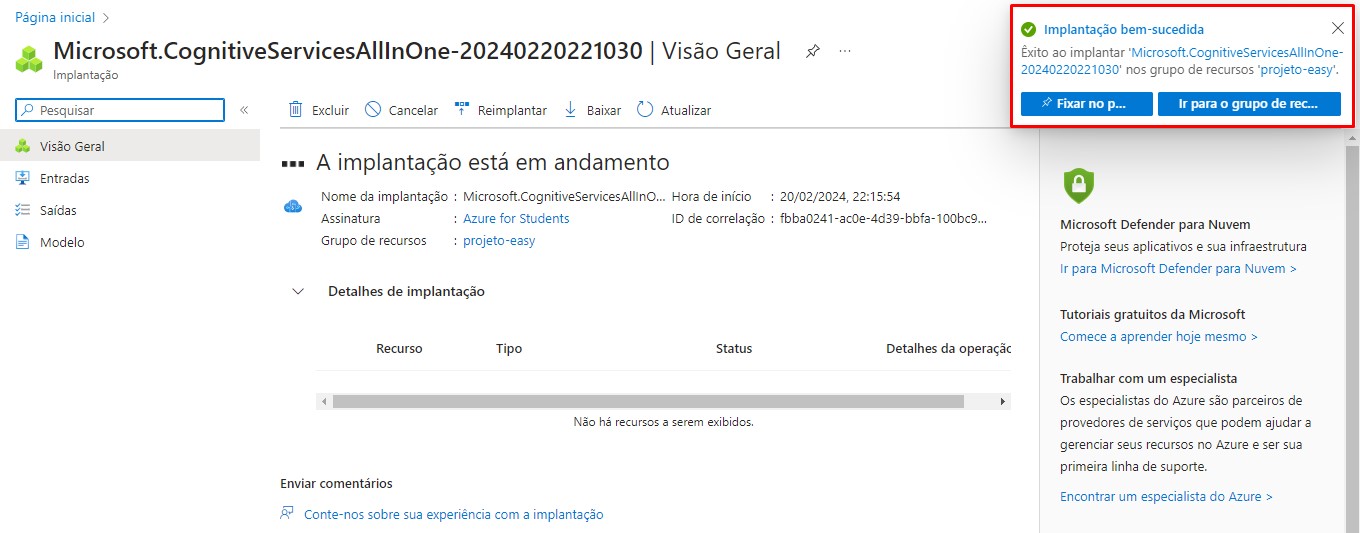 Página inicial >
Microsoft.CognitiveServicesAllInOne-20240220221030 | Visão Geral
Implantação
Pesquisar
Visão Geral
Entradas
Saídas
Modelo
Excluir Cancelar Reimplantar Baixar Atualizar
A implantação está em andamento
Nome da implantação : Microsoft.CognitiveServicesAllInO... Hora de início : 20/02/2024, 22:15:54
Assinatura : Azure for Students ID de correlação : fbba0241-ac0e-4d39-bbfa-100bc9...
Grupo de recursos : projeto-easy
Detalhes de implantação
Recurso Tipo Status Detalhes da operação
Não há recursos a serem exibidos.
Enviar comentários
Conte-nos sobre sua experiência com a implantação
Implantação bem-sucedida
Êxito ao implantar 'Microsoft.CognitiveServicesAllInOne-
20240220221030' nos grupo de recursos 'projeto-easy'.
Fixar no p... Ir para o grupo de rec...
Microsoft Defender para Nuvem
Proteja seus aplicativos e sua infraestrutura
Ir para Microsoft Defender para Nuvem >
Tutoriais gratuitos da Microsoft
Comece a aprender hoje mesmo >
Trabalhar com um especialista
Os especialistas do Azure são parceiros de
provedores de serviços que podem ajudar a
gerenciar seus recursos no Azure e ser sua
primeira linha de suporte.
Encontrar um especialista do Azure >